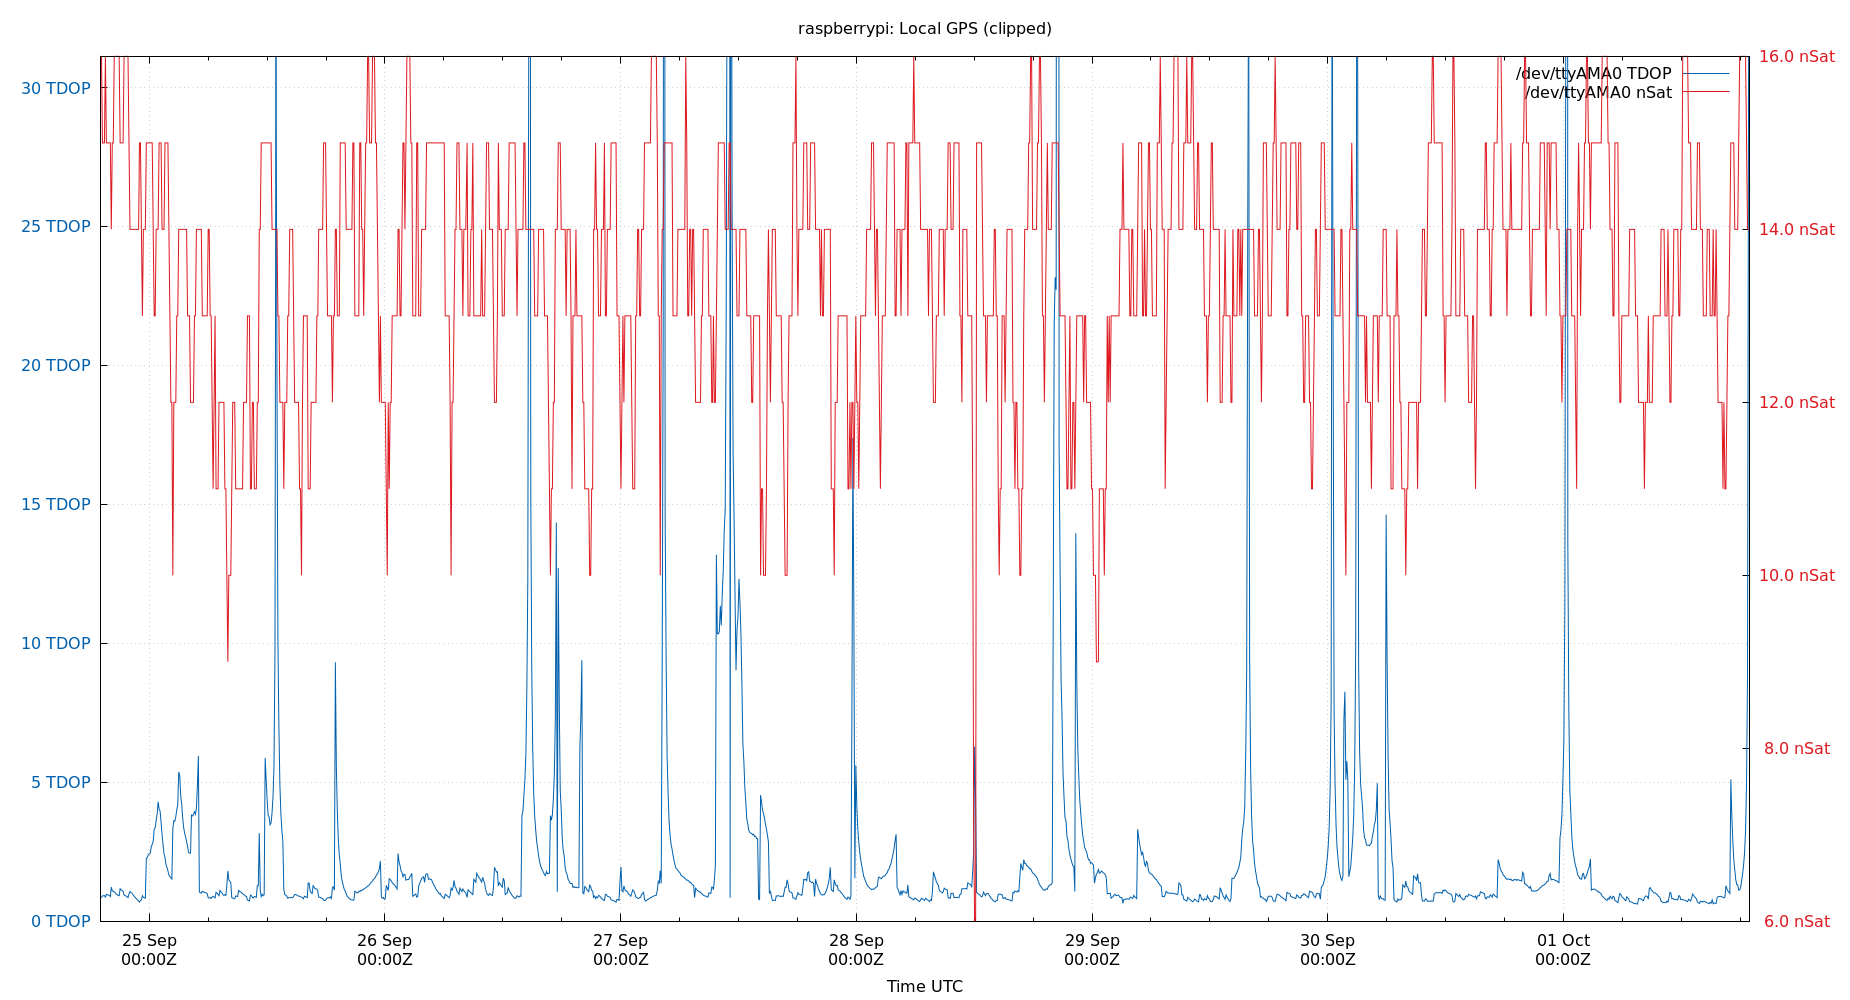 raspberrypi: Local GPS (clipped)
/dev/ttyAMA0 TDOP
/dev/ttyAMA0 nSat
30 TDOP
25 TDOP
20 TDOP
15 TDOP
10 TDOP
5 TDOP
0 TDOP
16.0 nSat
14.0 nSat
12.0 nSat
10.0 nSat
8.0 nSat
6.0 nSat
25 Sep 26 Sep 27 Sep 28 Sep 29 Sep 30 Sep 01 Oct
00:00Z 00:00Z 00:00Z 00:00Z 00:00Z 00:00Z 00:00Z
Time UTC